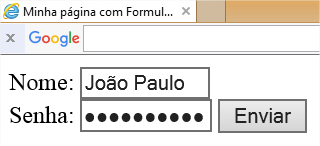 Minha página com Formul...
Google
Nome: João Paulo
Senha: ●●●●●●●●●● Enviar